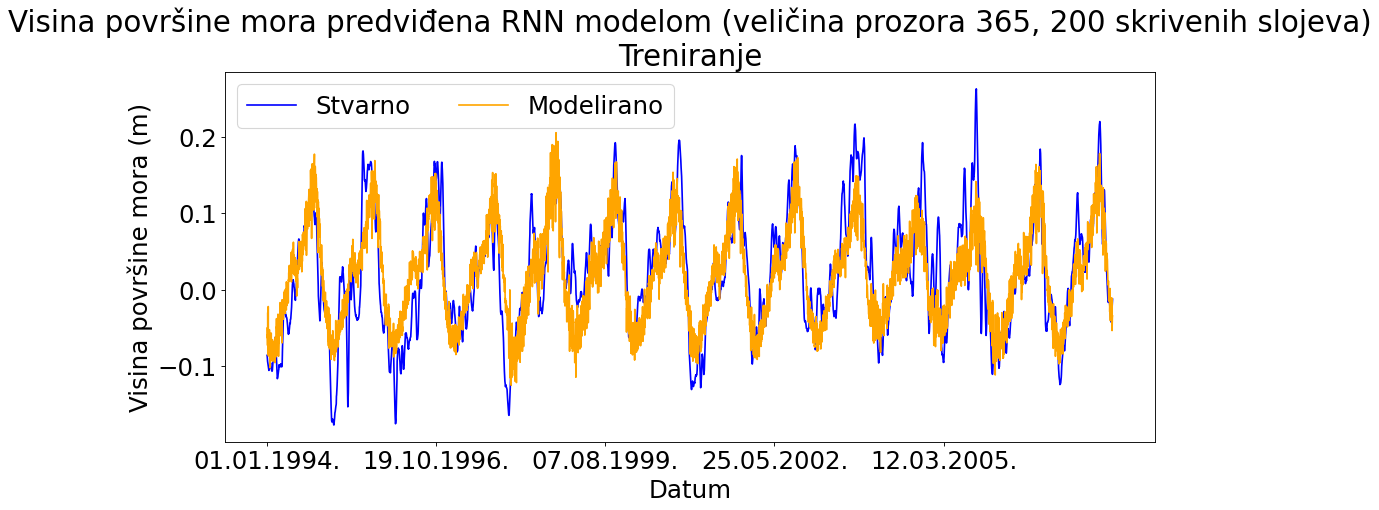 Visina površine mora predviđena RNN modelom (veličina prozora 365, 200 skrivenih slojeva)
Treniranje
Stvarno
Modelirano
Visina površine mora (m)
0.2
0.1
0.0
−0.1
01.01.1994.
19.10.1996.
07.08.1999.
25.05.2002.
12.03.2005.
Datum